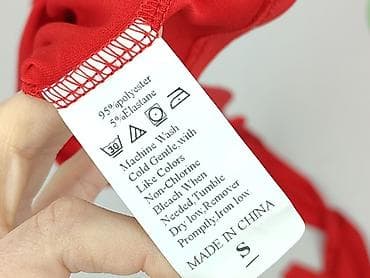 95%polyester
5%Elastane
30
Machine Wash
Cold Gentle,with
Like Colors
Non-Chlorine
Bleach When
Needed,Tumble
Dry low,Remover
Prompily.Iron low
MADE IN CHINA
S